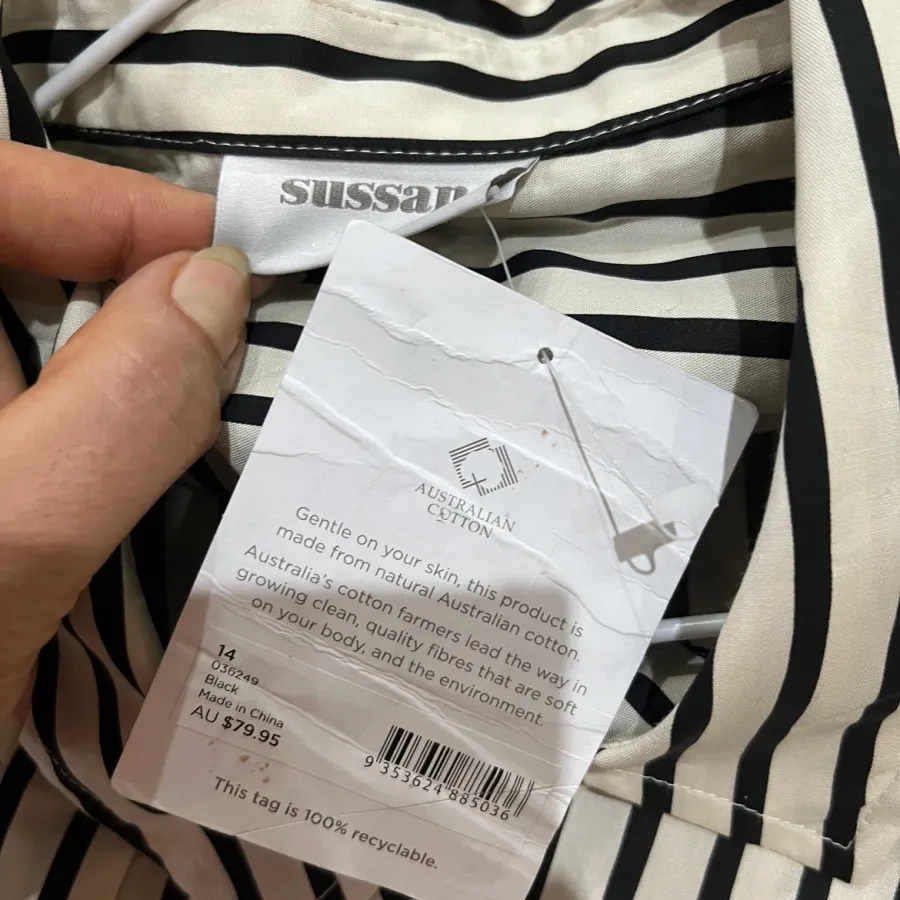 sussan
AUSTRALIAN
COTTON
Gentle on your skin, this product is
made from natural Australian cotton.
Australia's cotton farmers lead the way in
growing clean, quality fibres that are soft
on your body, and the environment.
14
036249
Black
Made in China
AU $79.95
9 353624 885036
This tag is 100% recyclable.